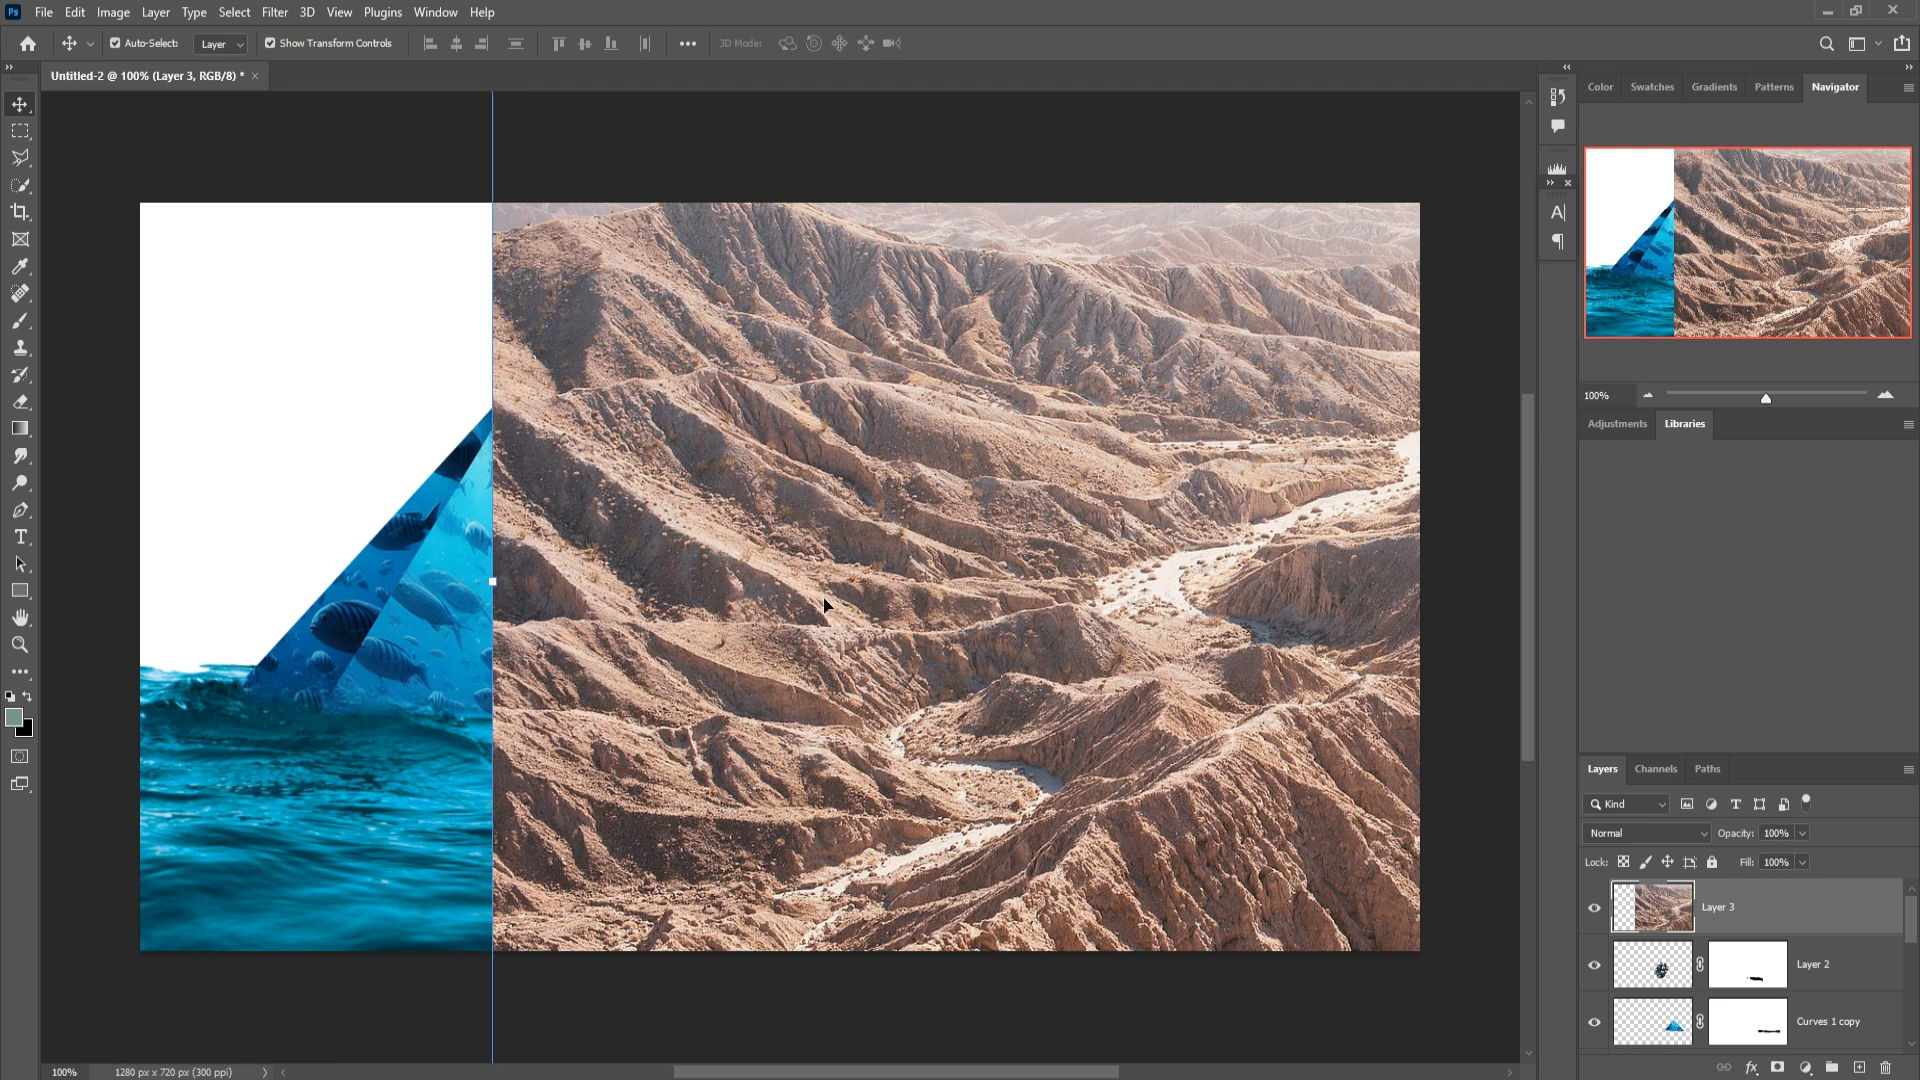 Ps File Edit Image Layer Type Select Filter 3D View Plugins Window Help
Auto-Select: Layer Show Transform Controls 3D Mode:
Untitled-2 @ 100% (Layer 3, RGB/8) *
Color Swatches Gradients Patterns Navigator
100%
Adjustments Libraries
Layers Channels Paths
Kind
Normal Opacity: 100%
Lock: Fill: 100%
Layer 3
Layer 2
Curves 1 copy
100% 1280 px x 720 px (300 ppi)